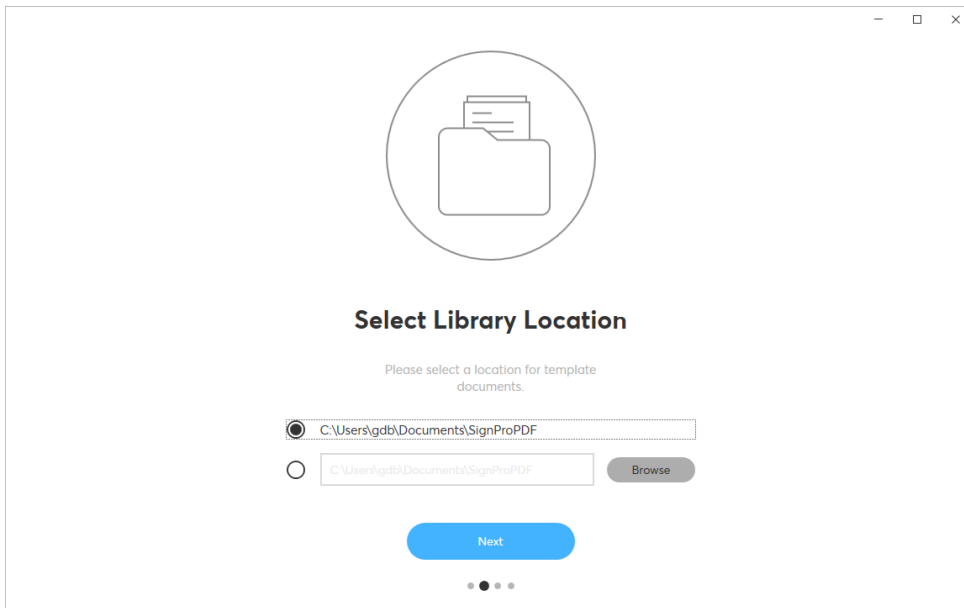 Select Library Location
Please select a location for template
documents.
C:\Users\gdb\Documents\SignProPDF
C:\Users\gdb\Documents\SignProPDF
Browse
Next